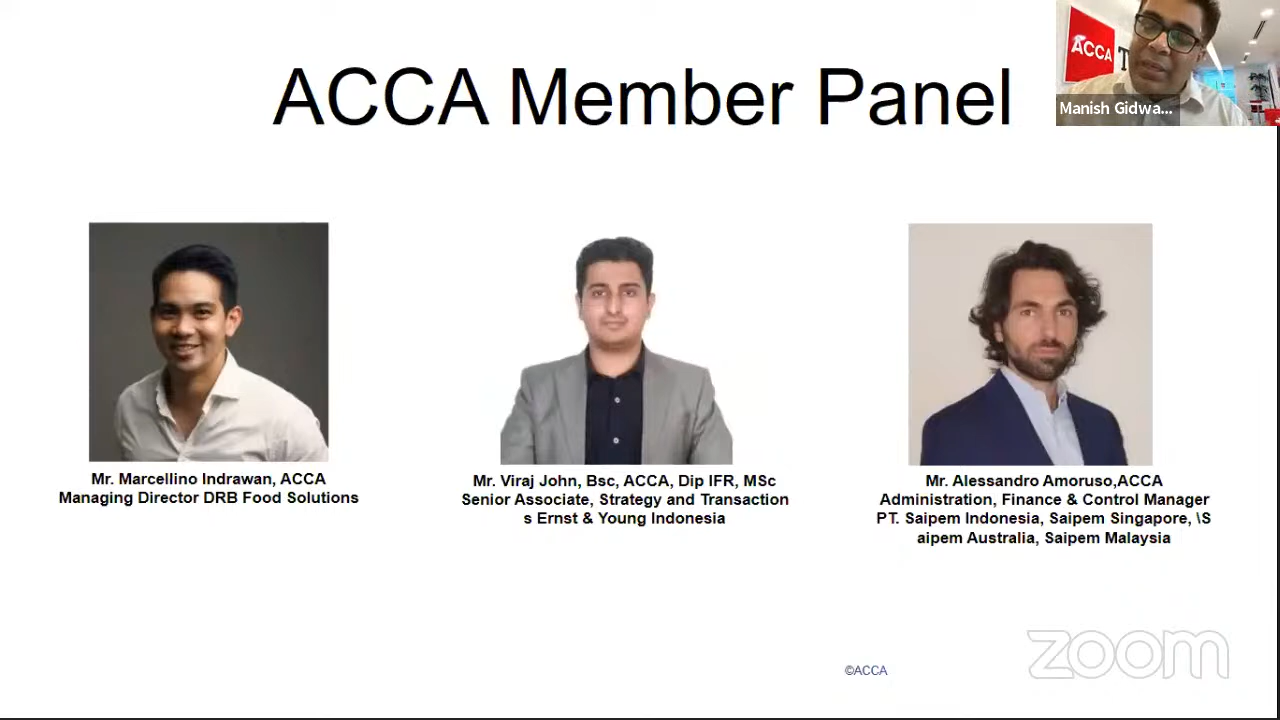 ACCA Member Panel
ACCA
Manish Gidwa...
Mr. Marcellino Indrawan, ACCA
Managing Director DRB Food Solutions
Mr. Viraj John, Bsc, ACCA, Dip IFR, MSc
Senior Associate, Strategy and Transaction
s Ernst & Young Indonesia
Mr. Alessandro Amoruso,ACCA
Administration, Finance & Control Manager
PT. Saipem Indonesia, Saipem Singapore, \S
aipem Australia, Saipem Malaysia
©ACCA
zoom